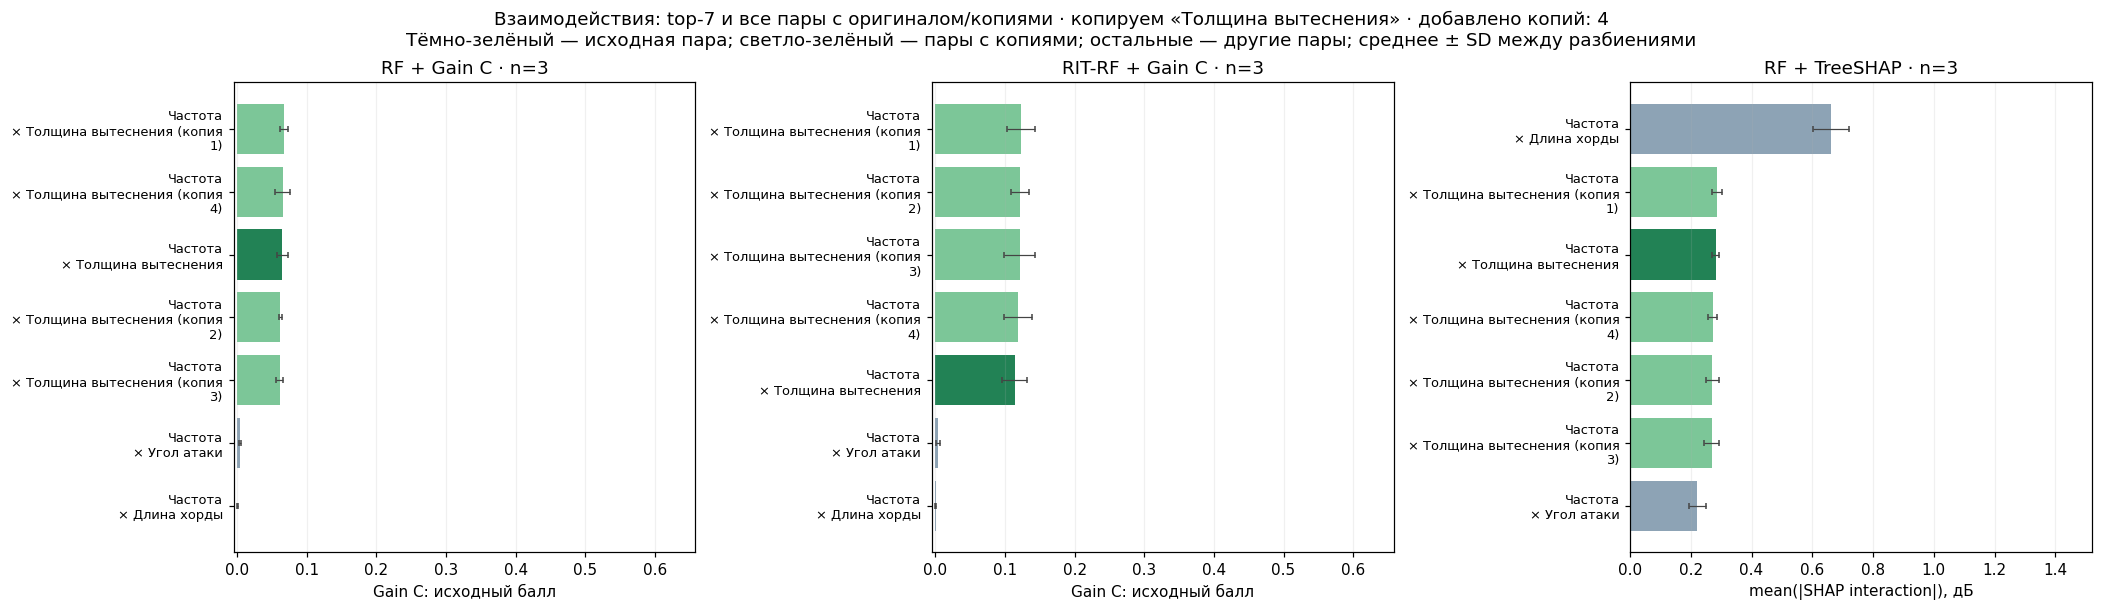 Взаимодействия: top-7 и все пары с оригиналом/копиями · копируем «Толщина вытеснения» · добавлено копий: 4
Тёмно-зелёный — исходная пара; светло-зелёный — пары с копиями; остальные — другие пары; среднее ± SD между разбиениями
RF + Gain C · n=3
Частота
× Толщина вытеснения (копия
1)
Частота
× Толщина вытеснения (копия
4)
Частота
× Толщина вытеснения
Частота
× Толщина вытеснения (копия
2)
Частота
× Толщина вытеснения (копия
3)
Частота
× Угол атаки
Частота
× Длина хорды
0.0 0.1 0.2 0.3 0.4 0.5 0.6
Gain C: исходный балл
RIT-RF + Gain C · n=3
Частота
× Толщина вытеснения (копия
1)
Частота
× Толщина вытеснения (копия
2)
Частота
× Толщина вытеснения (копия
3)
Частота
× Толщина вытеснения (копия
4)
Частота
× Толщина вытеснения
Частота
× Угол атаки
Частота
× Длина хорды
0.0 0.1 0.2 0.3 0.4 0.5 0.6
Gain C: исходный балл
RF + TreeSHAP · n=3
Частота
× Длина хорды
Частота
× Толщина вытеснения (копия
1)
Частота
× Толщина вытеснения
Частота
× Толщина вытеснения (копия
4)
Частота
× Толщина вытеснения (копия
2)
Частота
× Толщина вытеснения (копия
3)
Частота
× Угол атаки
0.0 0.2 0.4 0.6 0.8 1.0 1.2 1.4
mean(|SHAP interaction|), дБ